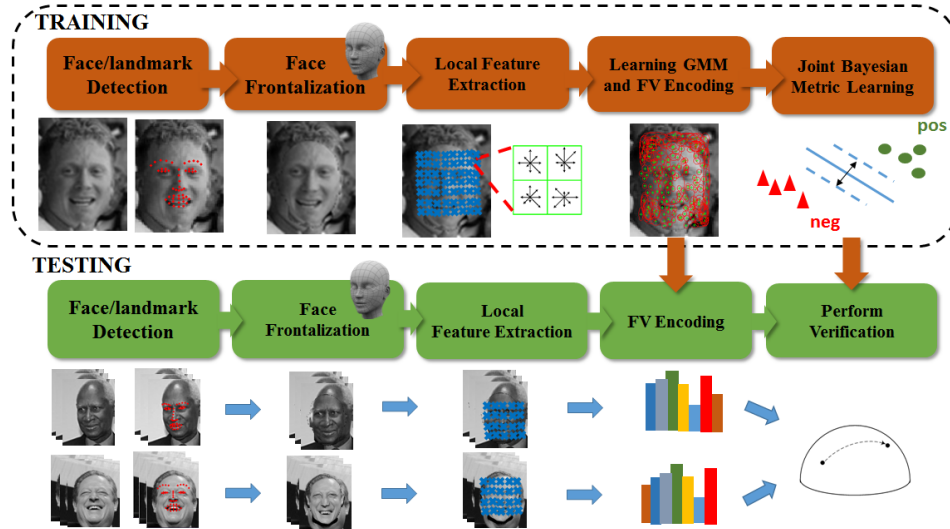 TRAINING
Face/landmark
Detection
Face
Frontalization
Local Feature
Extraction
Learning GMM
and FV Encoding
Joint Bayesian
Metric Learning
pos
neg
TESTING
Face/landmark
Detection
Face
Frontalization
Local
Feature Extraction
FV Encoding
Perform
Verification